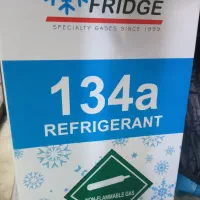 FRIDGE
SPECIALTY GASES SINCE 1999
134a
REFRIGERANT
NON-FLAMMABLE GAS